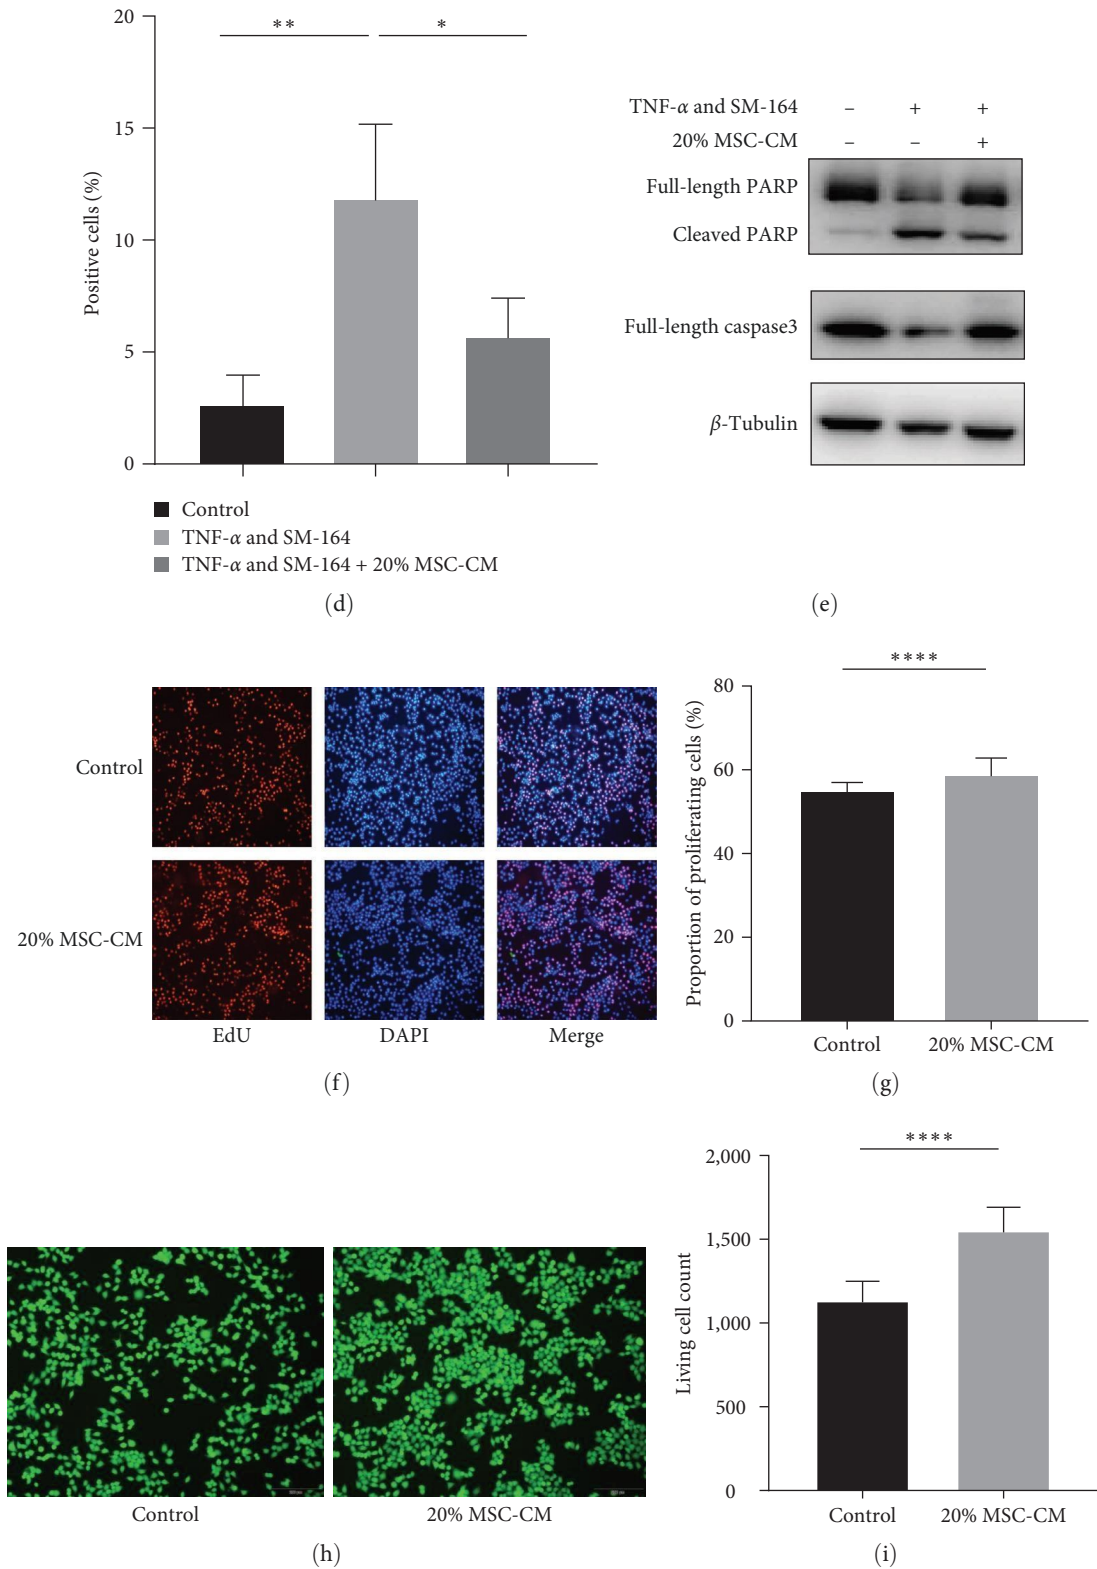 20
15
10
5
0
Positive cells (%)
** *
Control
TNF-α and SM-164
TNF-α and SM-164 + 20% MSC-CM
(d)
TNF-α and SM-164 – + +
20% MSC-CM – – +
Full-length PARP
Cleaved PARP
Full-length caspase3
β-Tubulin
(e)
Control
20% MSC-CM
EdU DAPI Merge
(f)
****
80
60
40
20
0
Proportion of proliferating cells (%)
Control 20% MSC-CM
(g)
Control 20% MSC-CM
(h)
****
2,000
1,500
1,000
500
0
Living cell count
Control 20% MSC-CM
(i)